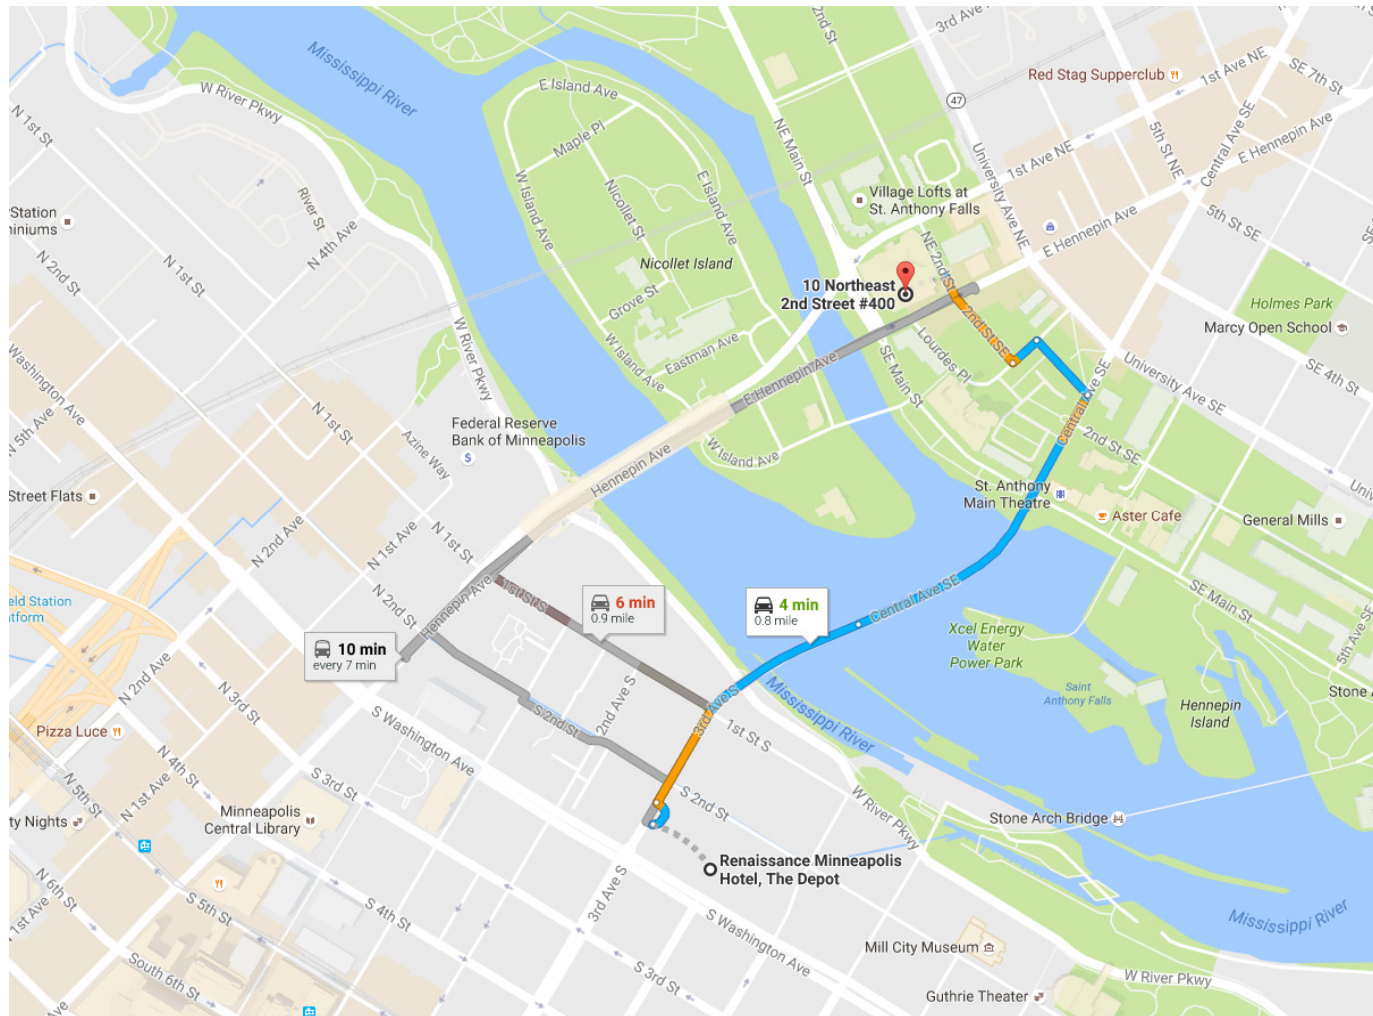 Mississippi
River
W River Pkwy
N 1st St
River St
N 4th Ave
Station
miniums
N 2nd St
N 1st St
E Island Ave
Maple Pl
W Island Ave
Nicollet St
E Island Ave
Nicollet Island
Grove St
W Island Ave
Eastman Ave
2nd St
3rd Ave NE
47
NE Main St
University Ave NE
Red Stag Supperclub
1st Ave NE
SE 7th St
5th St NE
Central Ave SE
E Hennepin Ave
1st Ave NE
Village Lofts at
St. Anthony Falls
NE 2nd St
E Hennepin Ave
5th St SE
10 Northeast
2nd Street #400
2nd St SE
Holmes Park
Marcy Open School
SE 4th St
University Ave SE
Lourdes Pl
SE Main St
E Hennepin Ave
W River Pkwy
Washington Ave
N 5th Ave
N 1st St
Azine Way
Federal Reserve
Bank of Minneapolis
$
Hennepin Ave
W Island Ave
Central Ave SE
2nd St SE
St. Anthony
Main Theatre
Aster Cafe
General Mills
Street Flats
N 2nd Ave
N 1st Ave
N 1st St
N 2nd St
Hennepin Ave
1st St S
6 min
0.9 mile
4 min
0.8 mile
Central Ave SE
SE Main St
5th Ave SE
eld Station
atform
10 min
every 7 min
Xcel Energy
Water
Power Park
Saint
Anthony Falls
Hennepin
Island
Stone A
N 2nd Ave
N 3rd St
S 2nd St
2nd Ave S
3rd Ave S
1st St S
Mississippi River
Pizza Luce
N 4th St
S Washington Ave
S 3rd St
N 5th St
N 1st Ave
S 2nd St
W River Pkwy
Stone Arch Bridge
ty Nights
Minneapolis
Central Library
Renaissance Minneapolis
Hotel, The Depot
N 6th St
1st Ave
S 5th St
S 4th St
3rd Ave S
S Washington Ave
Mississippi River
Mill City Museum
South 6th St
S 3rd St
W River Pkwy
Guthrie Theater